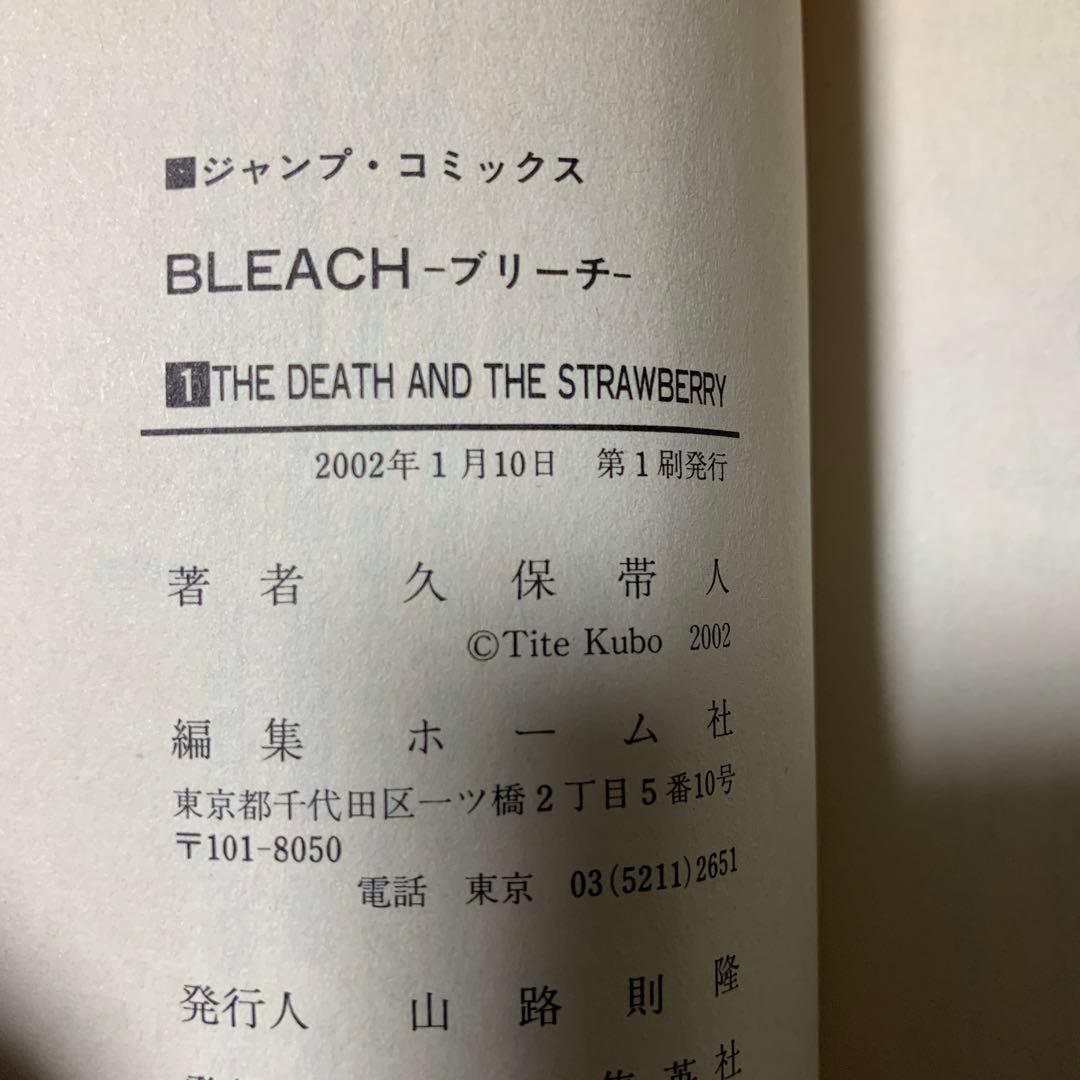 ■ジャンプ・コミックス
BLEACH-ブリーチ-
1THE DEATH AND THE STRAWBERRY
2002年1月10日 第1刷発行
著者 久保帯人
©Tite Kubo 2002
編集 ホーム社
東京都千代田区一ツ橋2丁目5番10号
〒101-8050
電話 東京 03(5211)2651
発行人 山路則隆
集英社